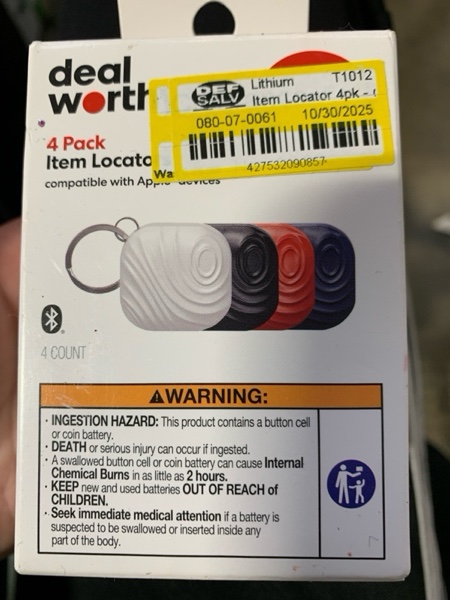 deal
worth
DEF
SALV
Lithium T1012
Item Locator 4pk -
080-07-0061 10/30/2025
427532090857
Wa
4 Pack
Item Locato
compatible with Apple devices
4 COUNT
⚠WARNING:
· INGESTION HAZARD: This product contains a button cell
or coin battery.
· DEATH or serious injury can occur if ingested.
· A swallowed button cell or coin battery can cause Internal
Chemical Burns in as little as 2 hours.
· KEEP new and used batteries OUT OF REACH of
CHILDREN.
· Seek immediate medical attention if a battery is
suspected to be swallowed or inserted inside any
part of the body.